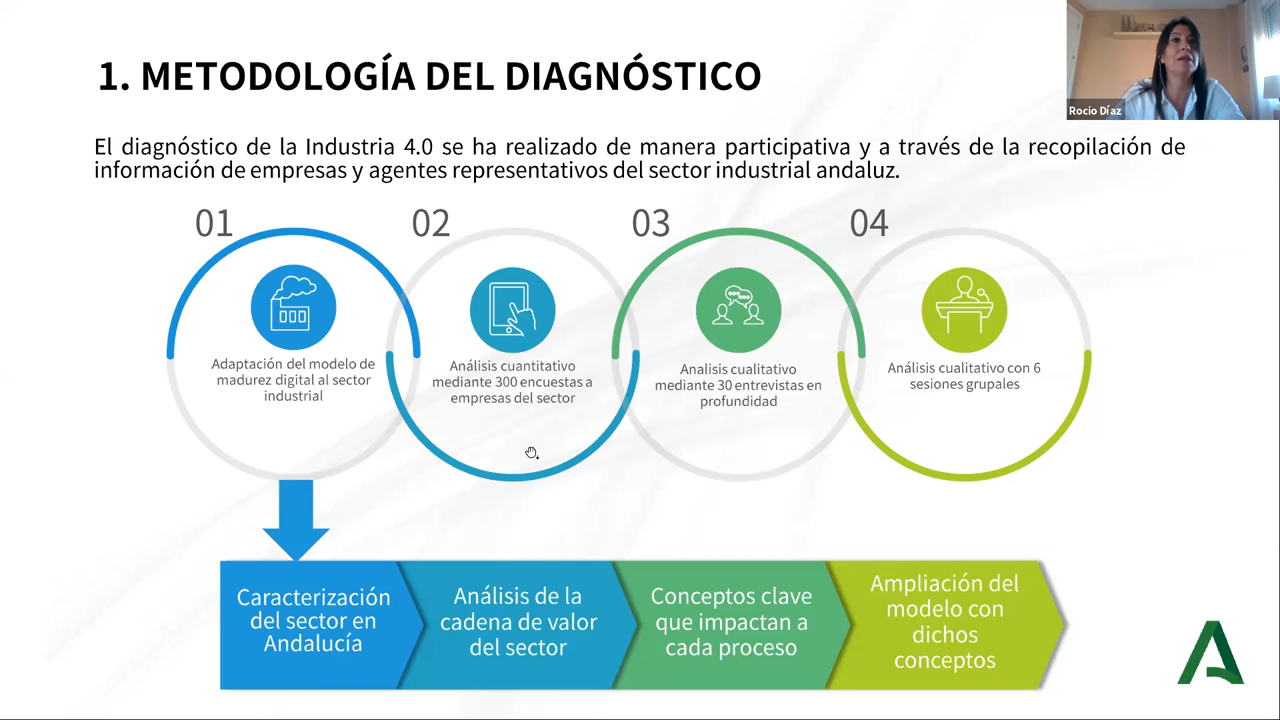 1. METODOLOGÍA DEL DIAGNÓSTICO
Rocio Díaz
El diagnóstico de la Industria 4.0 se ha realizado de manera participativa y a través de la recopilación de
información de empresas y agentes representativos del sector industrial andaluz.
01
Adaptación del modelo de
madurez digital al sector
industrial
02
Análisis cuantitativo
mediante 300 encuestas a
empresas del sector
03
Analisis cualitativo
mediante 30 entrevistas en
profundidad
04
Análisis cualitativo con 6
sesiones grupales
Caracterización
del sector en
Andalucía
Análisis de la
cadena de valor
del sector
Conceptos clave
que impactan a
cada proceso
Ampliación del
modelo con
dichos
conceptos